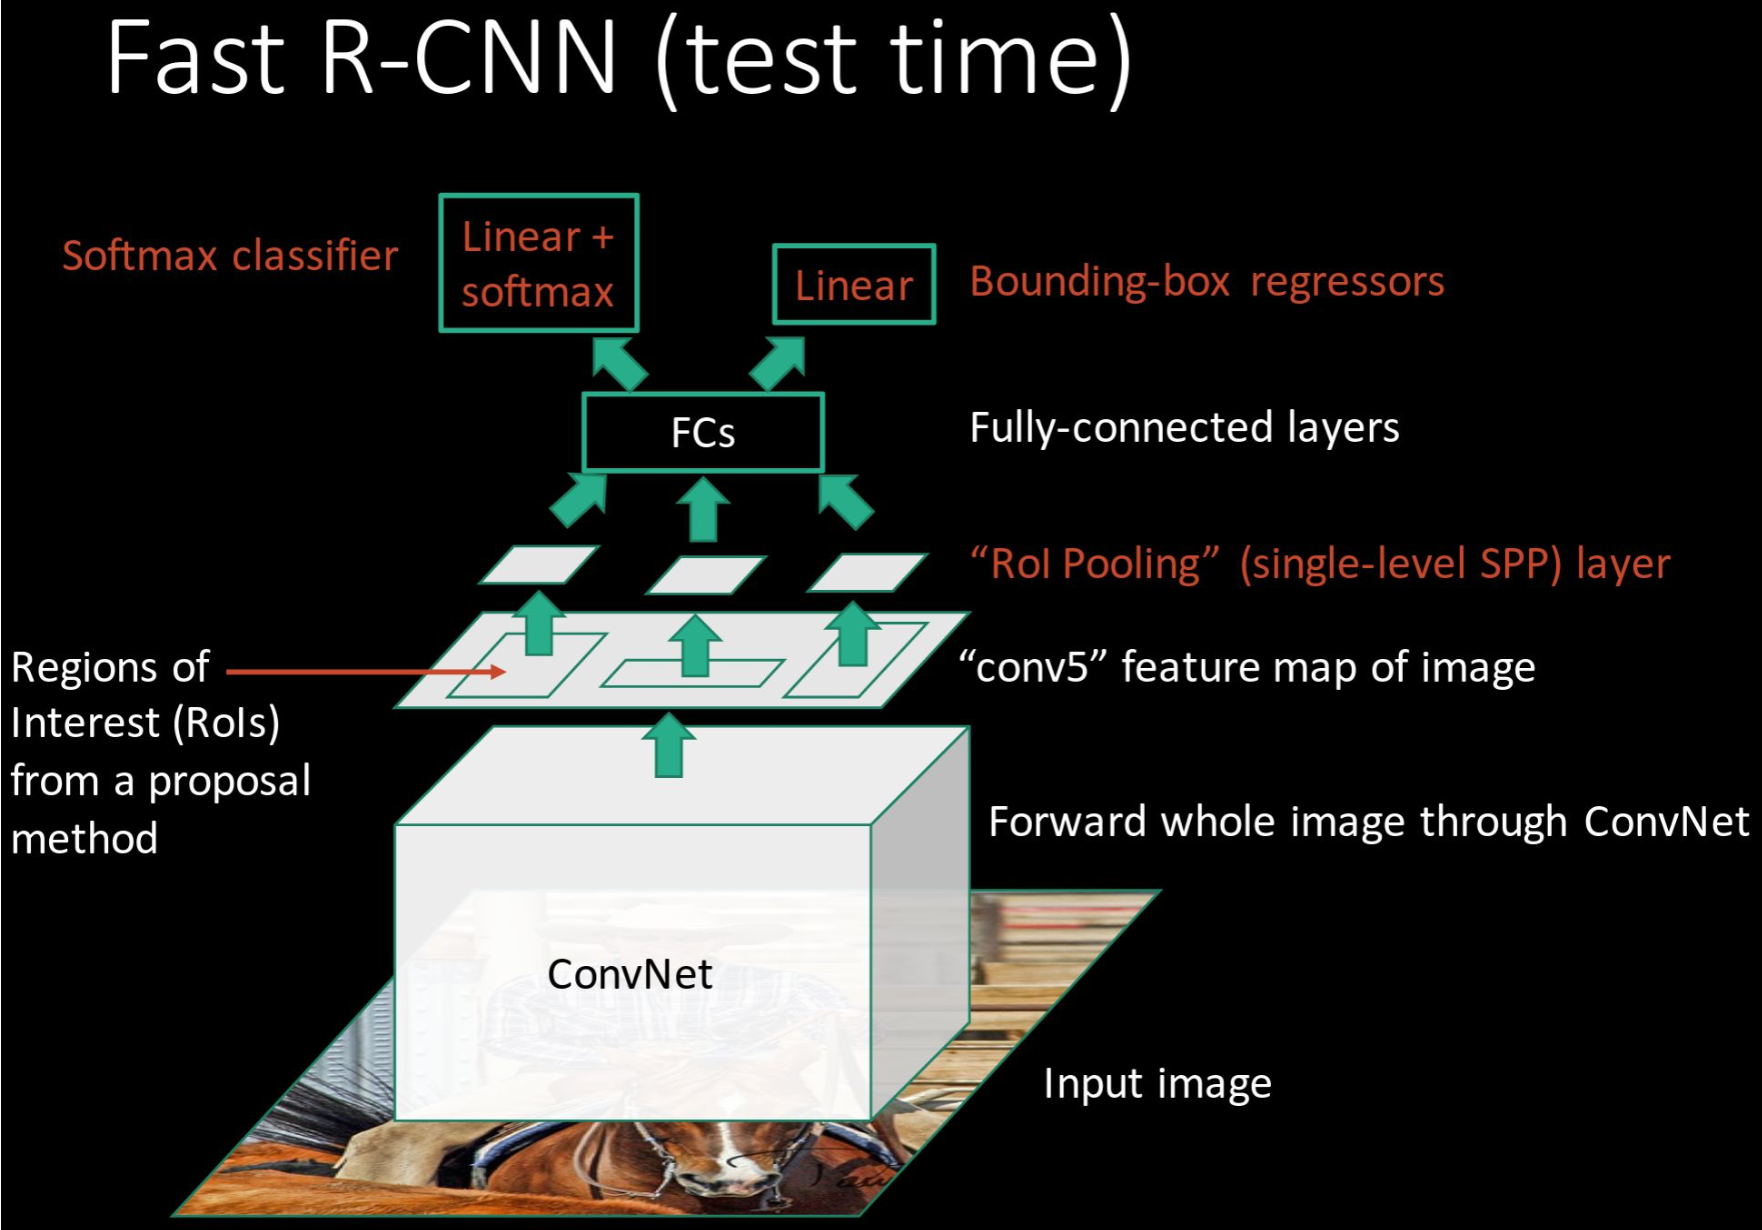 Fast R-CNN (test time)
Softmax classifier
Linear +
softmax
Linear
Bounding-box regressors
FCs
Fully-connected layers
“RoI Pooling” (single-level SPP) layer
Regions of
Interest (RoIs)
from a proposal
method
“conv5” feature map of image
Forward whole image through ConvNet
ConvNet
Input image